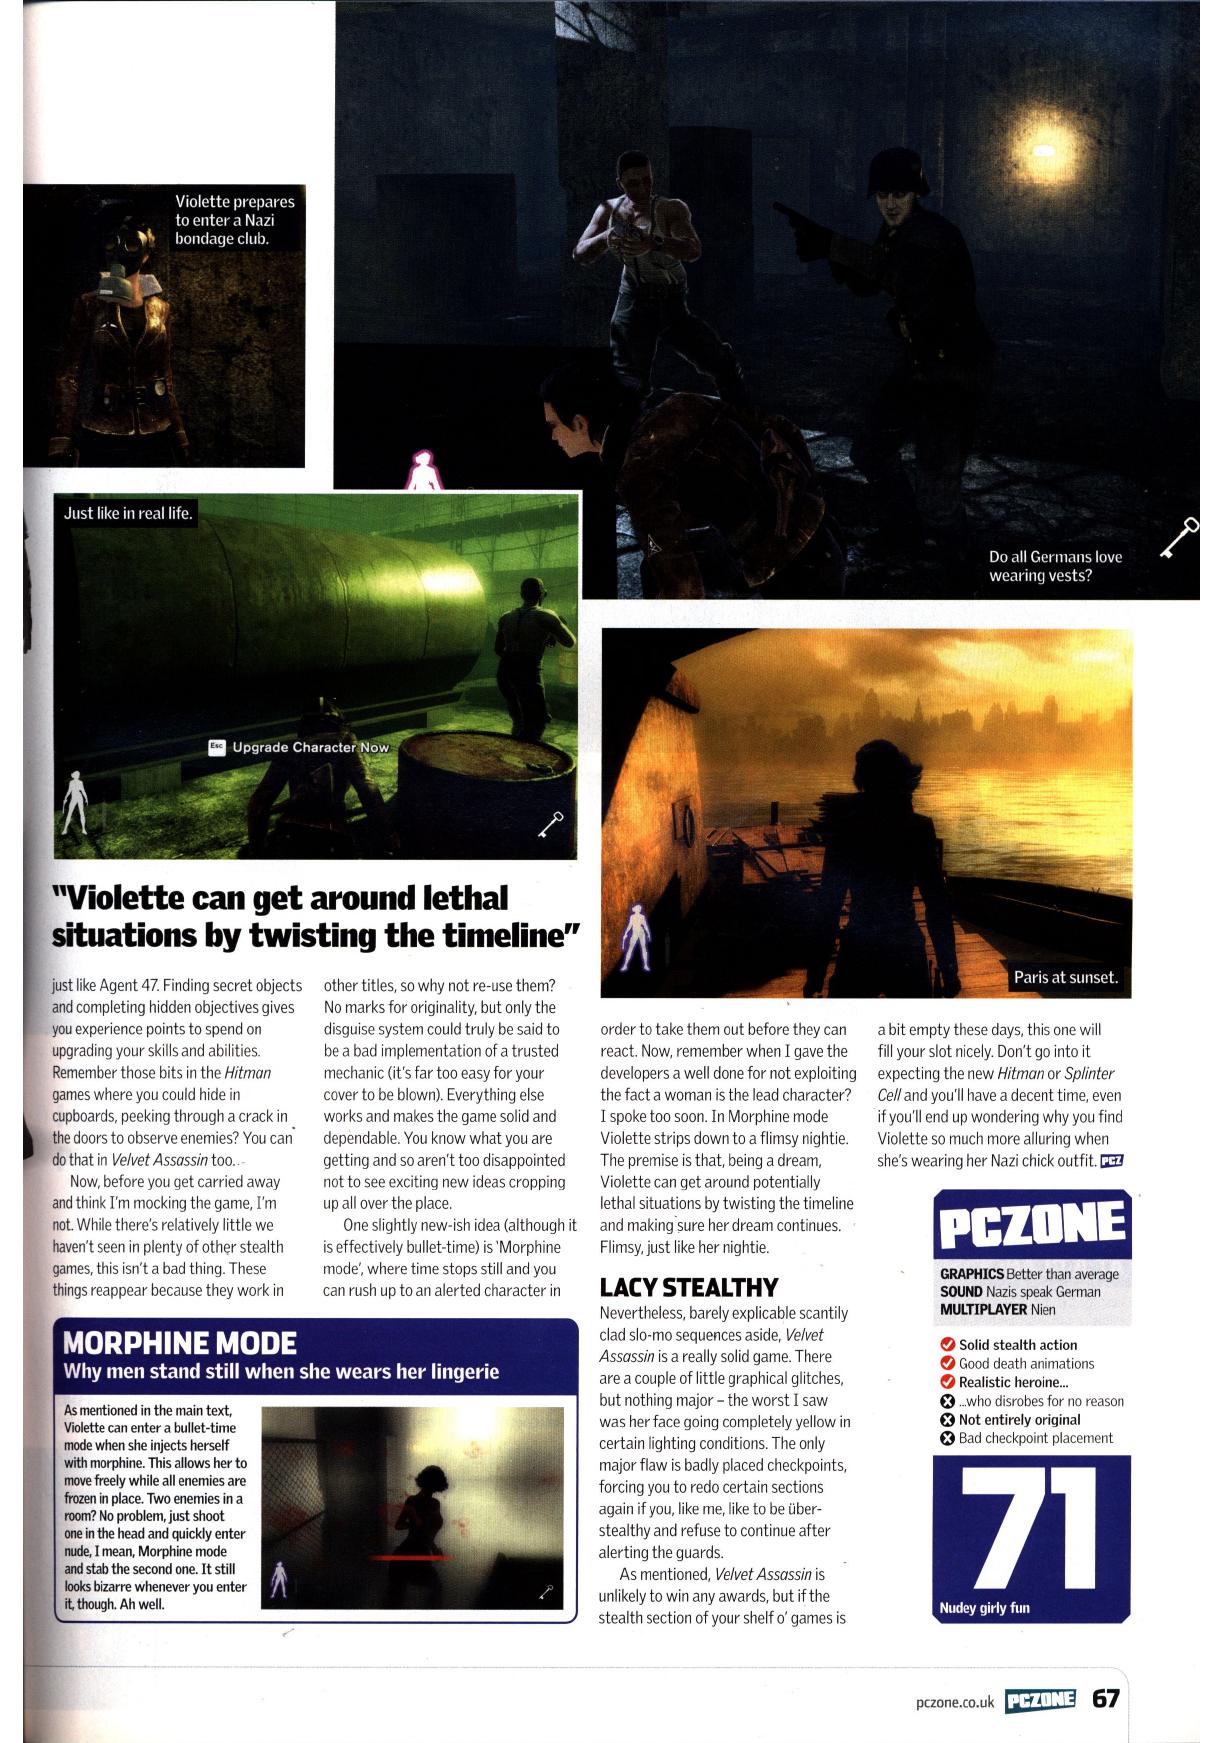 Violette prepares
to enter a Nazi
bondage club.
Do all Germans love
wearing vests?
Just like in real life.
Esc Upgrade Character Now
Paris at sunset.
"Violette can get around lethal
situations by twisting the timeline"
just like Agent 47. Finding secret objects
and completing hidden objectives gives
you experience points to spend on
upgrading your skills and abilities.
Remember those bits in the Hitman
games where you could hide in
cupboards, peeking through a crack in
the doors to observe enemies? You can
do that in Velvet Assassin too.
Now, before you get carried away
and think I'm mocking the game, I'm
not. While there's relatively little we
haven't seen in plenty of other stealth
games, this isn't a bad thing. These
things reappear because they work in
other titles, so why not re-use them?
No marks for originality, but only the
disguise system could truly be said to
be a bad implementation of a trusted
mechanic (it's far too easy for your
cover to be blown). Everything else
works and makes the game solid and
dependable. You know what you are
getting and so aren't too disappointed
not to see exciting new ideas cropping
up all over the place.
One slightly new-ish idea (although it
is effectively bullet-time) is 'Morphine
mode', where time stops still and you
can rush up to an alerted character in
order to take them out before they can
react. Now, remember when I gave the
developers a well done for not exploiting
the fact a woman is the lead character?
I spoke too soon. In Morphine mode
Violette strips down to a flimsy nightie.
The premise is that, being a dream,
Violette can get around potentially
lethal situations by twisting the timeline
and making sure her dream continues.
Flimsy, just like her nightie.
LACY STEALTHY
Nevertheless, barely explicable scantily
clad slo-mo sequences aside, Velvet
Assassin is a really solid game. There
are a couple of little graphical glitches,
but nothing major – the worst I saw
was her face going completely yellow in
certain lighting conditions. The only
major flaw is badly placed checkpoints,
forcing you to redo certain sections
again if you, like me, like to be über-
stealthy and refuse to continue after
alerting the guards.
As mentioned, Velvet Assassin is
unlikely to win any awards, but if the
stealth section of your shelf o' games is
a bit empty these days, this one will
fill your slot nicely. Don't go into it
expecting the new Hitman or Splinter
Cell and you'll have a decent time, even
if you'll end up wondering why you find
Violette so much more alluring when
she's wearing her Nazi chick outfit. PCZ
MORPHINE MODE
Why men stand still when she wears her lingerie
As mentioned in the main text,
Violette can enter a bullet-time
mode when she injects herself
with morphine. This allows her to
move freely while all enemies are
frozen in place. Two enemies in a
room? No problem, just shoot
one in the head and quickly enter
nude, I mean, Morphine mode
and stab the second one. It still
looks bizarre whenever you enter
it, though. Ah well.
PCZONE
GRAPHICS Better than average
SOUND Nazis speak German
MULTIPLAYER Nien
Solid stealth action
Good death animations
Realistic heroine...
...who disrobes for no reason
Not entirely original
Bad checkpoint placement
71
Nudey girly fun
pczone.co.uk PCZONE 67